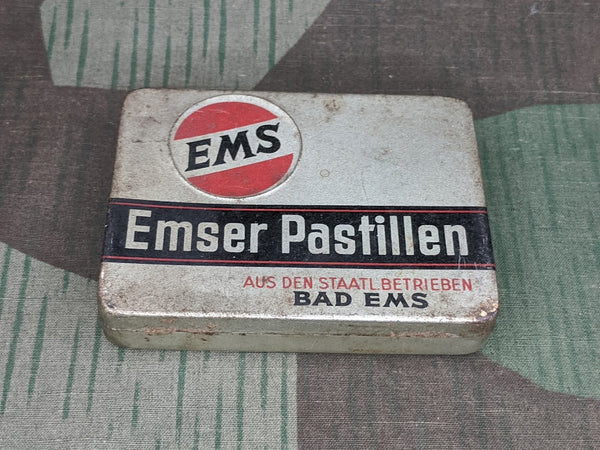 EMS
Emser Pastillen
AUS DEN STAATL. BETRIEBEN
BAD EMS